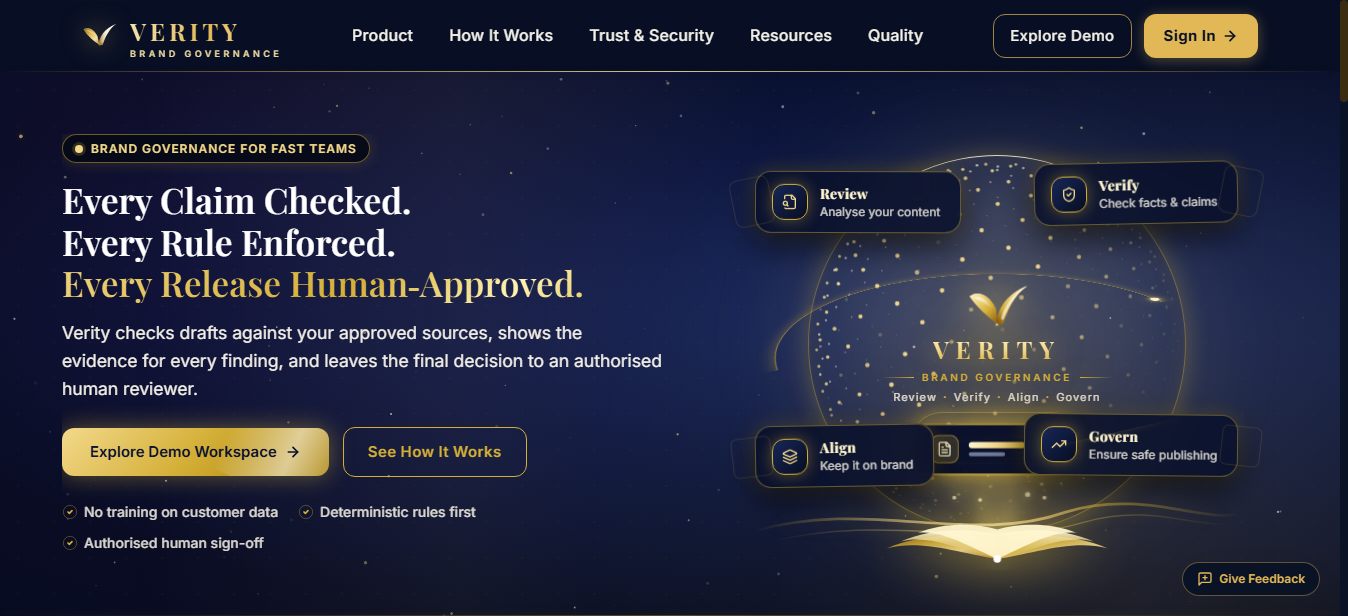 VERITY
BRAND GOVERNANCE
Product
How It Works
Trust & Security
Resources
Quality
Explore Demo
Sign In
BRAND GOVERNANCE FOR FAST TEAMS
Every Claim Checked.
Every Rule Enforced.
Every Release Human-Approved.
Verity checks drafts against your approved sources, shows the
evidence for every finding, and leaves the final decision to an authorised
human reviewer.
Explore Demo Workspace
See How It Works
No training on customer data
Deterministic rules first
Authorised human sign-off
Review
Analyse your content
Verify
Check facts & claims
VERITY
BRAND GOVERNANCE
Review · Verify · Align · Govern
Align
Keep it on brand
Govern
Ensure safe publishing
Give Feedback